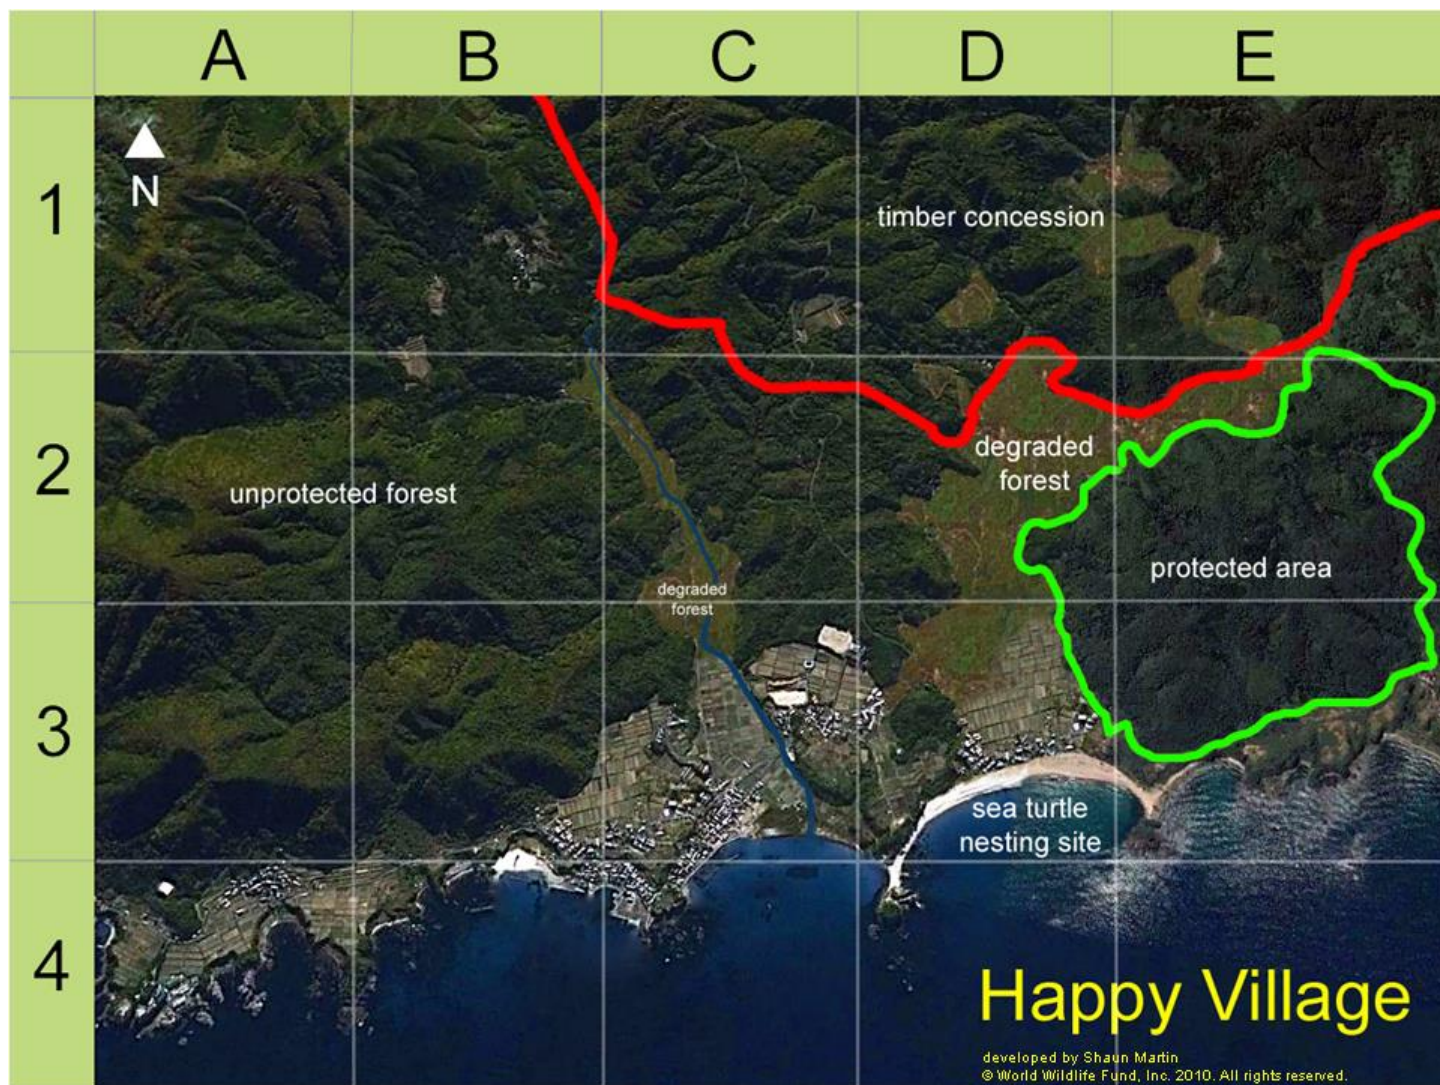 A B C D E
1
N
timber concession
2
degraded
forest
unprotected forest
protected area
degraded
forest
3
sea turtle
nesting site
4
Happy Village
developed by Shaun Martin
© World Wildlife Fund, Inc. 2010. All rights reserved.